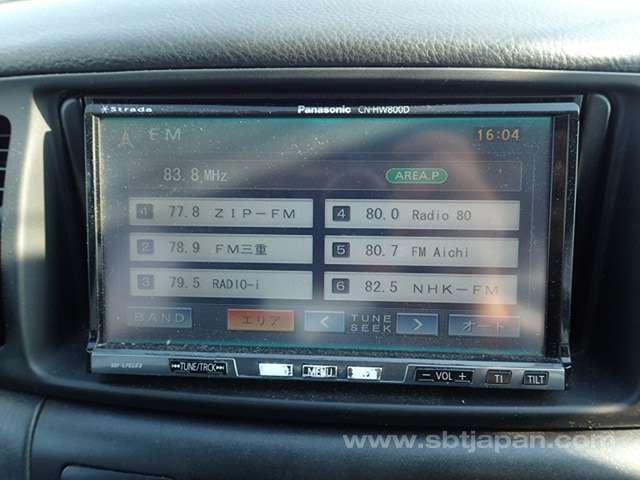 Strada Panasonic CN-HW800D
FM 16:04
83.8 MHz AREA.P
1 77.8 ZIP-FM 4 80.0 Radio 80
2 78.9 FM三重 5 80.7 FM Aichi
3 79.5 RADIO-i 6 82.5 NHK-FM
BAND エリア < TUNE SEEK > オート
TUNE/TRCK MENU − VOL + TI TILT
www.sbtjapan.com